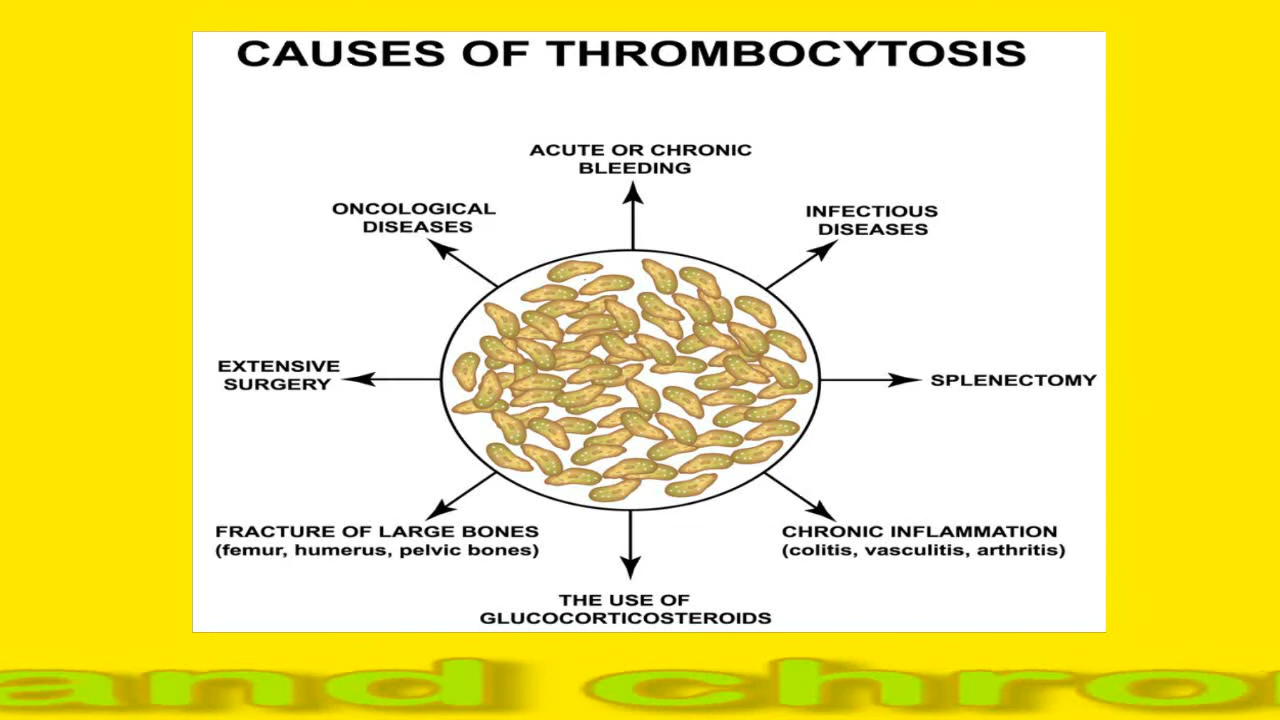 CAUSES OF THROMBOCYTOSIS
ACUTE OR CHRONIC
BLEEDING
ONCOLOGICAL
DISEASES
INFECTIOUS
DISEASES
EXTENSIVE
SURGERY
SPLENECTOMY
FRACTURE OF LARGE BONES
(femur, humerus, pelvic bones)
CHRONIC INFLAMMATION
(colitis, vasculitis, arthritis)
THE USE OF
GLUCOCORTICOSTEROIDS
and chro